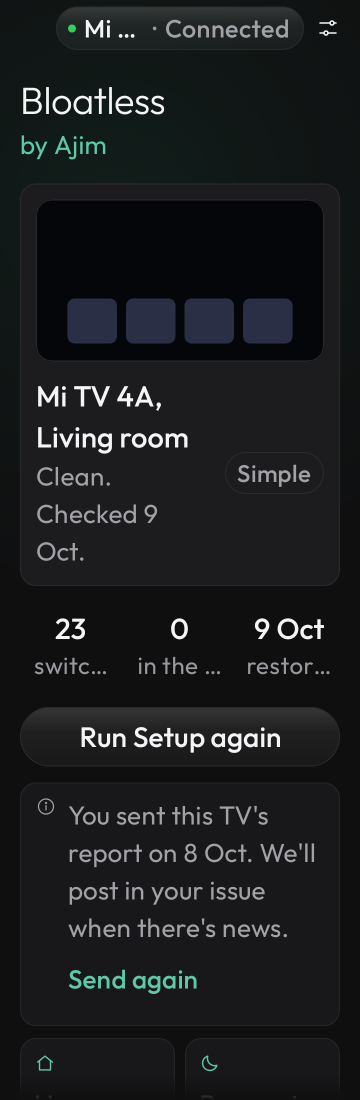 Mi ... · Connected
Bloatless
by Ajim
Mi TV 4A,
Living room
Clean.
Checked 9
Oct.
Simple
23
0
9 Oct
switc...
in the ...
restor...
Run Setup again
You sent this TV's
report on 8 Oct. We'll
post in your issue
when there's news.
Send again